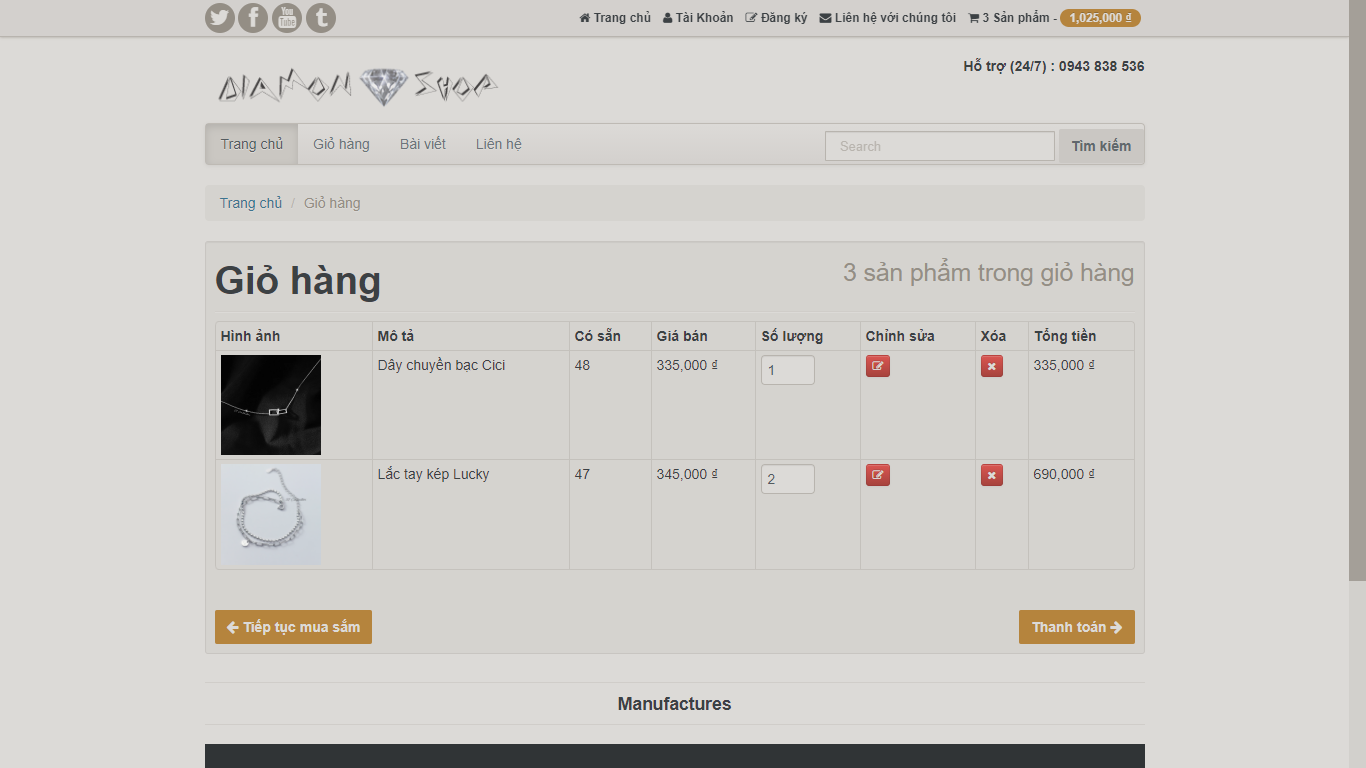 You Tube
Trang chủ Tài Khoản Đăng ký Liên hệ với chúng tôi 3 Sản phẩm - 1,025,000 ₫
DIAMON SHOP
Hỗ trợ (24/7) : 0943 838 536
Trang chủ Giỏ hàng Bài viết Liên hệ Search Tìm kiếm
Trang chủ / Giỏ hàng
Giỏ hàng 3 sản phẩm trong giỏ hàng
Hình ảnh Mô tả Có sẵn Giá bán Số lượng Chỉnh sửa Xóa Tổng tiền
Dây chuyền bạc Cici 48 335,000 ₫ 1 335,000 ₫
Lắc tay kép Lucky 47 345,000 ₫ 2 690,000 ₫
Tiếp tục mua sắm Thanh toán
Manufactures